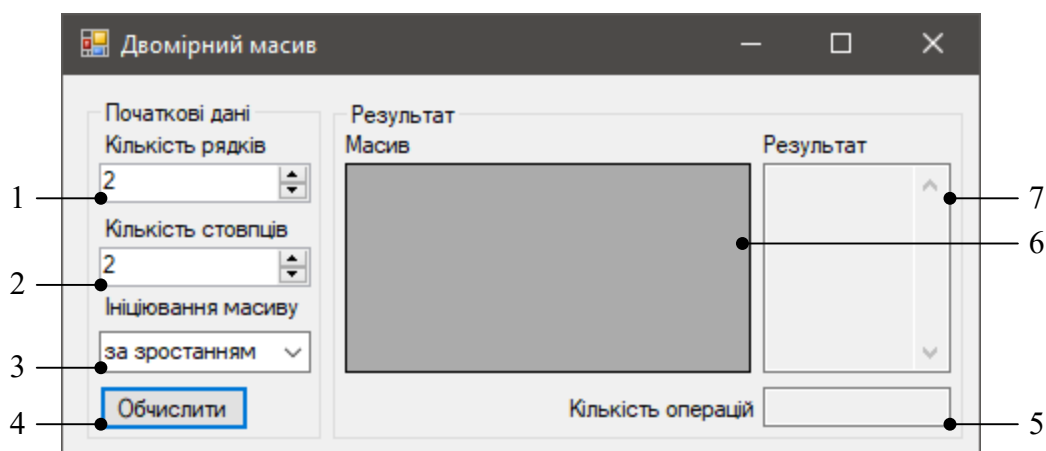 Двомірний масив
Початкові дані
Кількість рядків
1
2
Кількість стовпців
2
2
Ініціювання масиву
3
за зростанням
4
Обчислити
Результат
Масив
Результат
7
6
Кількість операцій
5